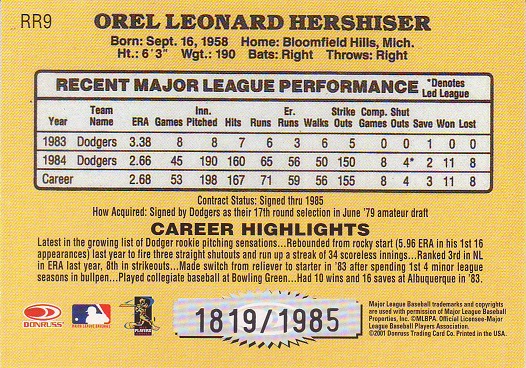 RR9
OREL LEONARD HERSHISER
Born: Sept. 16, 1958 Home: Bloomfield Hills, Mich.
Ht.: 6'3" Wgt.: 190 Bats: Right Throws: Right
RECENT MAJOR LEAGUE PERFORMANCE *Denotes Led League
Year Team Name ERA Games Inn. Pitched Hits Runs Er. Runs Walks Strike Outs Comp. Games Shut Outs Save Won Lost
1983 Dodgers 3.38 8 8 7 6 3 6 5 0 0 1 0 0
1984 Dodgers 2.66 45 190 160 65 56 50 150 8 4* 2 11 8
Career 2.68 53 198 167 71 59 56 155 8 4 3 11 8
Contract Status: Signed thru 1985
How Acquired: Signed by Dodgers as their 17th round selection in June '79 amateur draft
CAREER HIGHLIGHTS
Latest in the growing list of Dodger rookie pitching sensations...Rebounded from rocky start (5.96 ERA in his 1st 16
appearances) last year to fire three straight shutouts and run up a streak of 34 scoreless innings...Ranked 3rd in NL
in ERA last year, 8th in strikeouts...Made switch from reliever to starter in '83 after spending 1st 4 minor league
seasons in bullpen...Played collegiate baseball at Bowling Green...Had 10 wins and 16 saves at Albuquerque in '83.
DONRUSS
MAJOR LEAGUE BASEBALL
PLAYERS
1819/1985
Major League Baseball trademarks and copyrights
are used with permission of Major League Baseball
Properties, Inc. ©MLBPA. Official Licensee-Major
League Baseball Players Association.
©2001 Donruss Trading Card Co. Printed in the USA.